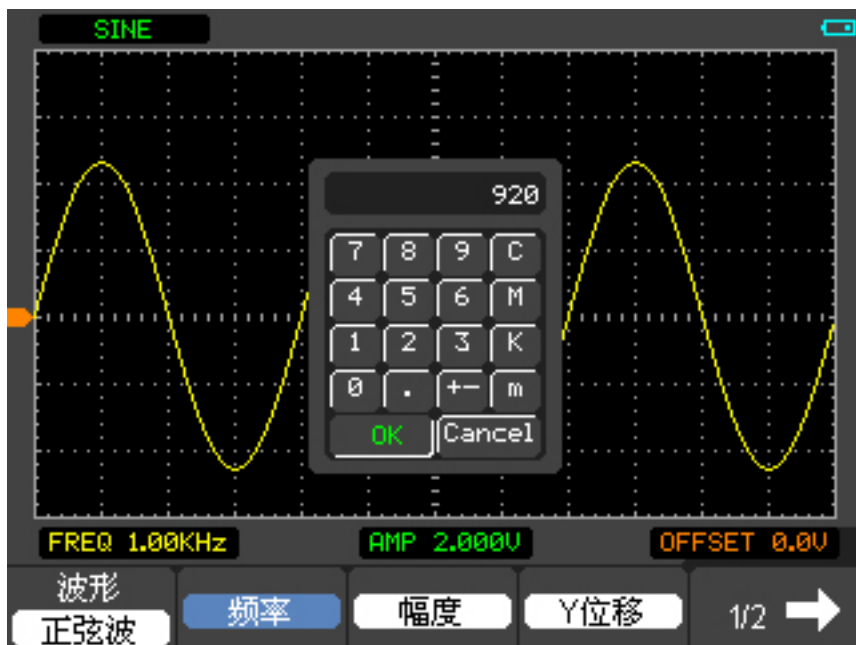 SINE
920
7 8 9 C
4 5 6 M
1 2 3 K
0 . +− m
OK Cancel
FREQ 1.00KHz AMP 2.000V OFFSET 0.0V
波形
正弦波 频率 幅度 Y位移 1/2